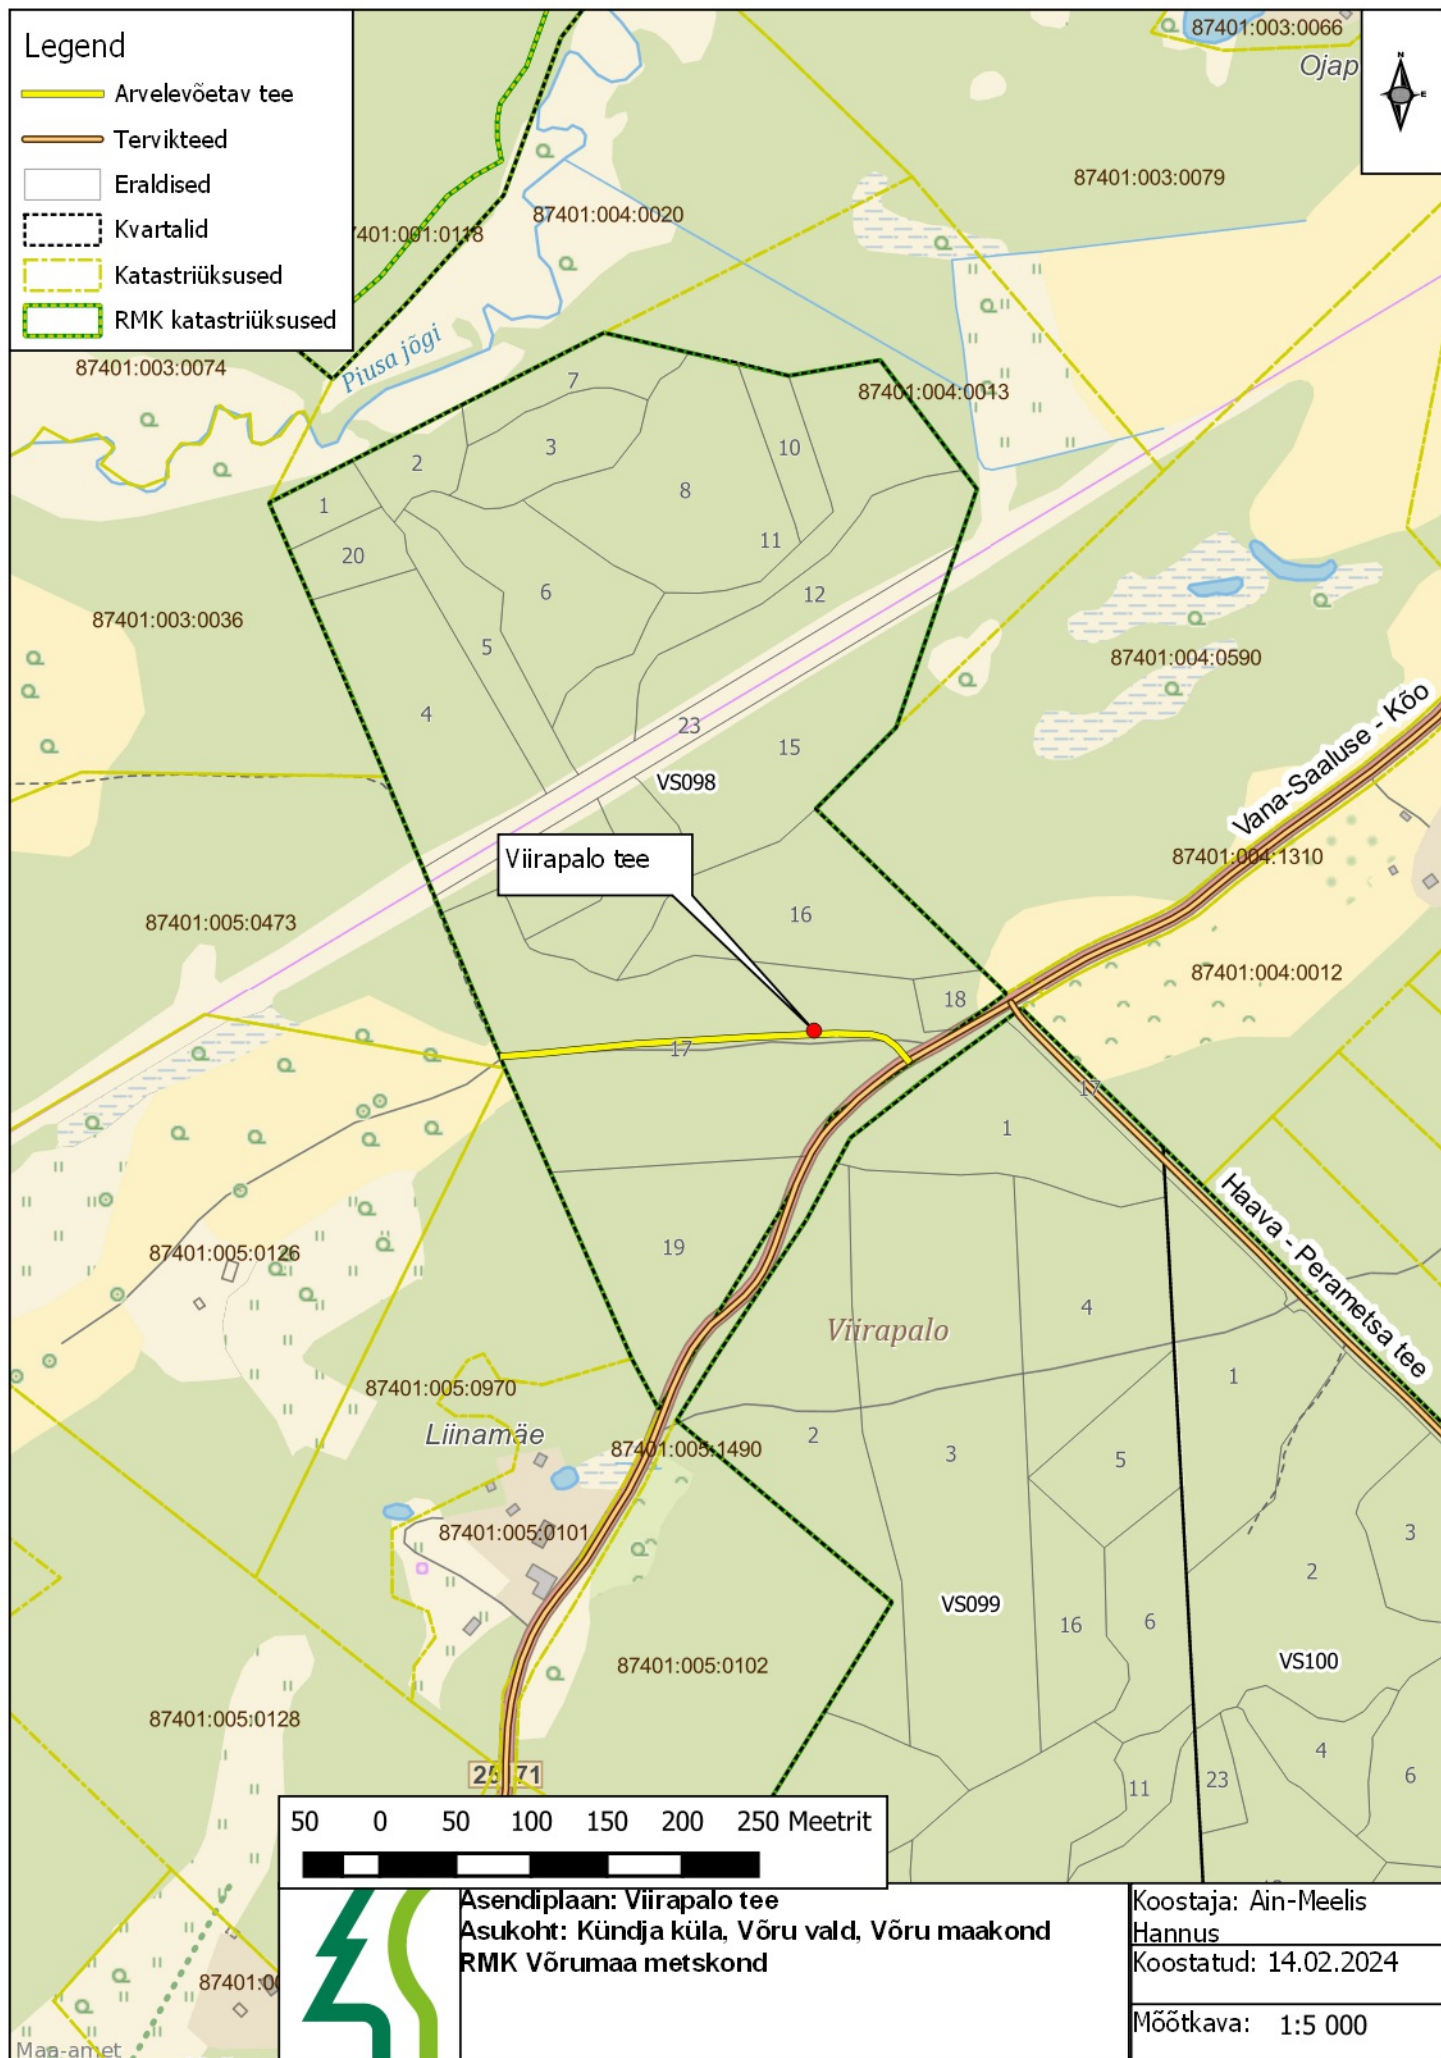 Legend
Arvelevõetav tee
Tervikteed
Eraldised
Kvartalid
Katastriüksused
RMK katastriüksused
N
E
87401:003:0066
Ojap
87401:003:0079
401:001:0118
87401:004:0020
87401:003:0074
Piusa jõgi
87401:004:0013
7
3
2
10
8
1
11
20
6
12
87401:003:0036
5
87401:004:0590
4
23
15
VS098
Vana-Saaluse - Kõo
Viirapalo tee
87401:004:1310
16
87401:005:0473
87401:004:0012
18
17
17
1
Haava - Perametsa tee
87401:005:0126
19
4
Viirapalo
1
87401:005:0970
Liinamäe
2
87401:005:1490
3
5
87401:005:0101
3
2
VS099
16
6
87401:005:0102
VS100
87401:005:0128
4
25 71
11
23
6
50 0 50 100 150 200 250 Meetrit
Asendiplaan: Viirapalo tee
Asukoht: Kündja küla, Võru vald, Võru maakond
RMK Võrumaa metskond
Koostaja: Ain-Meelis
Hannus
Koostatud: 14.02.2024
Mõõtkava: 1:5 000
87401:00
Maa-amet